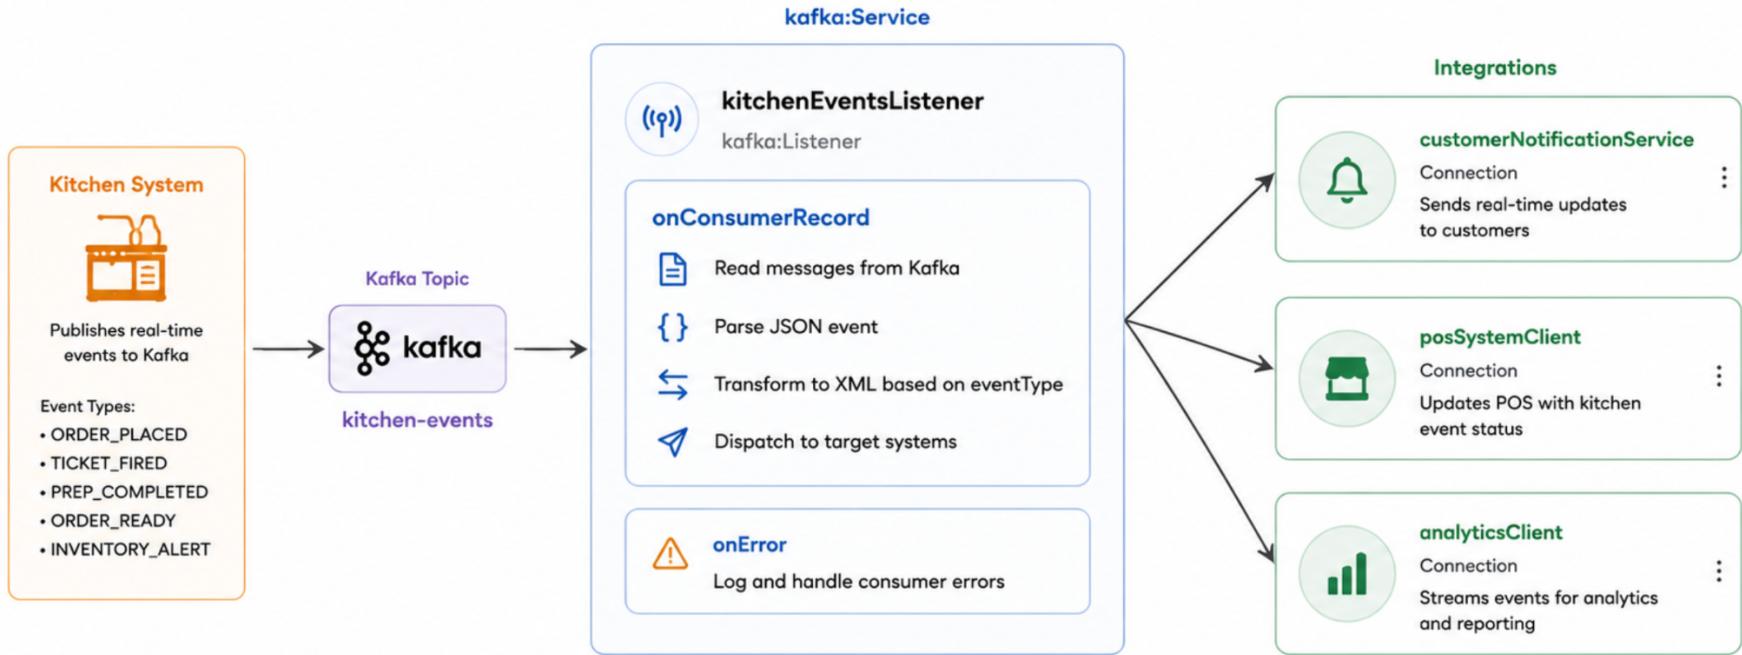 kafka:Service
Integrations
Kitchen System
Publishes real-time
events to Kafka
Event Types:
• ORDER_PLACED
• TICKET_FIRED
• PREP_COMPLETED
• ORDER_READY
• INVENTORY_ALERT
Kafka Topic
kafka
kitchen-events
kitchenEventsListener
kafka:Listener
onConsumerRecord
Read messages from Kafka
{ } Parse JSON event
Transform to XML based on eventType
Dispatch to target systems
onError
Log and handle consumer errors
customerNotificationService
Connection
Sends real-time updates
to customers
posSystemClient
Connection
Updates POS with kitchen
event status
analyticsClient
Connection
Streams events for analytics
and reporting